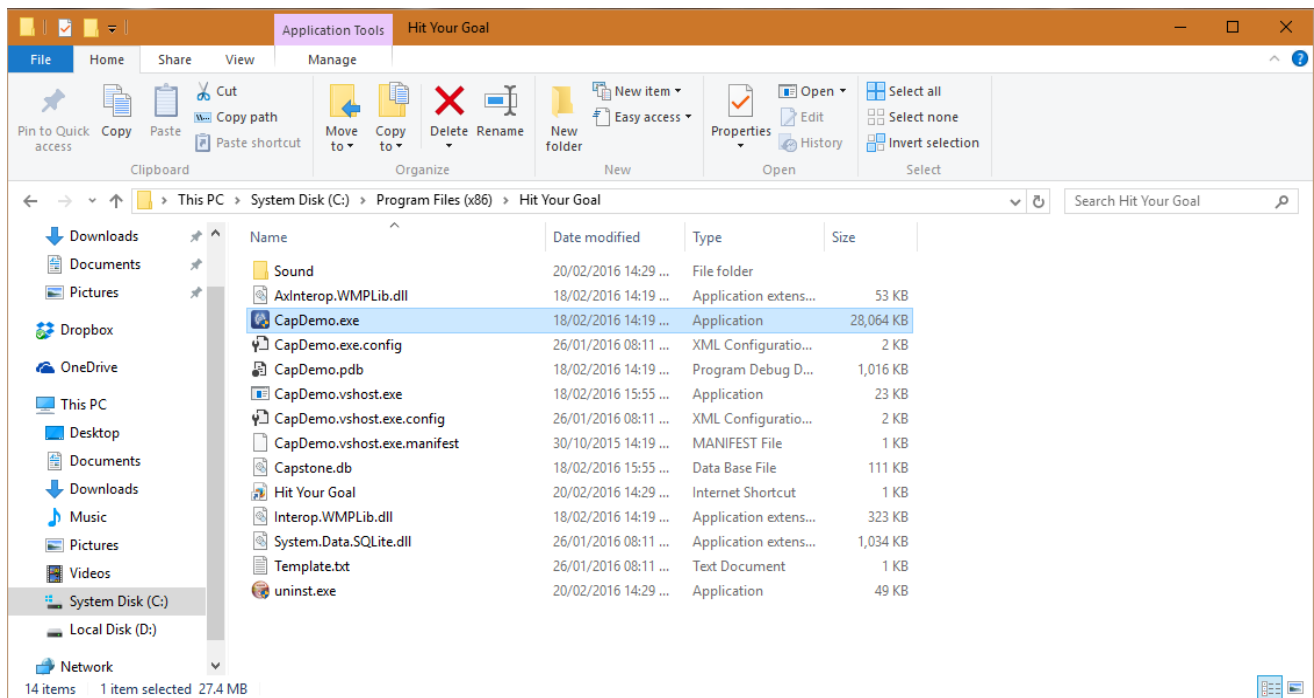 Application Tools Hit Your Goal
File Home Share View Manage
Pin to Quick access
Copy
Paste
Cut
Copy path
Paste shortcut
Move to
Copy to
Delete
Rename
New folder
New item
Easy access
Properties
Open
Edit
History
Select all
Select none
Invert selection
Clipboard Organize New Open Select
This PC > System Disk (C:) > Program Files (x86) > Hit Your Goal
Search Hit Your Goal
Downloads
Documents
Pictures
Dropbox
OneDrive
This PC
Desktop
Documents
Downloads
Music
Pictures
Videos
System Disk (C:)
Local Disk (D:)
Network
Name Date modified Type Size
Sound 20/02/2016 14:29 ... File folder
AxInterop.WMPLib.dll 18/02/2016 14:19 ... Application extens... 53 KB
CapDemo.exe 18/02/2016 14:19 ... Application 28,064 KB
CapDemo.exe.config 26/01/2016 08:11 ... XML Configuratio... 2 KB
CapDemo.pdb 18/02/2016 14:19 ... Program Debug D... 1,016 KB
CapDemo.vshost.exe 18/02/2016 15:55 ... Application 23 KB
CapDemo.vshost.exe.config 26/01/2016 08:11 ... XML Configuratio... 2 KB
CapDemo.vshost.exe.manifest 30/10/2015 14:19 ... MANIFEST File 1 KB
Capstone.db 18/02/2016 15:55 ... Data Base File 111 KB
Hit Your Goal 20/02/2016 14:29 ... Internet Shortcut 1 KB
Interop.WMPLib.dll 18/02/2016 14:19 ... Application extens... 323 KB
System.Data.SQLite.dll 26/01/2016 08:11 ... Application extens... 1,034 KB
Template.txt 26/01/2016 08:11 ... Text Document 1 KB
uninst.exe 20/02/2016 14:29 ... Application 49 KB
14 items 1 item selected 27.4 MB